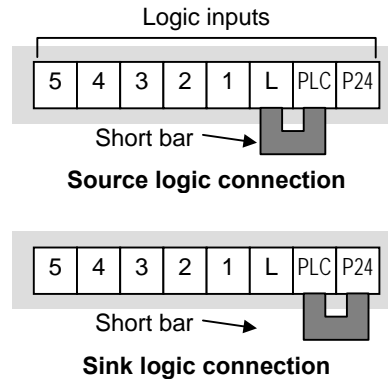 Logic inputs
5 4 3 2 1 L PLC P24
Short bar
Source logic connection
5 4 3 2 1 L PLC P24
Short bar
Sink logic connection